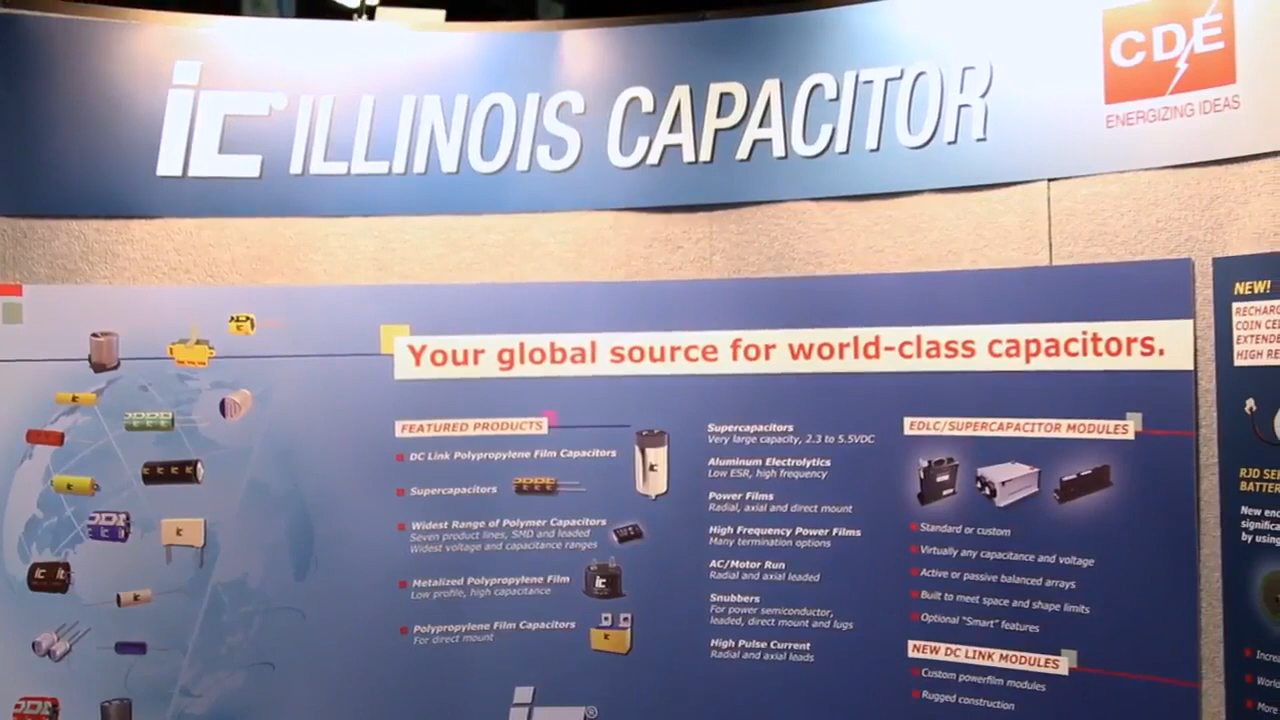 ic ILLINOIS CAPACITOR
CDE
ENERGIZING IDEAS
Your global source for world-class capacitors.
FEATURED PRODUCTS
DC Link Polypropylene Film Capacitors
Supercapacitors
Widest Range of Polymer Capacitors
Seven product lines, SMD and leaded
Widest voltage and capacitance ranges
Metalized Polypropylene Film
Low profile, high capacitance
Polypropylene Film Capacitors
For direct mount
Supercapacitors
Very large capacity, 2.3 to 5.5VDC
Aluminum Electrolytics
Low ESR, high frequency
Power Films
Radial, axial and direct mount
High Frequency Power Films
Many termination options
AC/Motor Run
Radial and axial leaded
Snubbers
For power semiconductor,
leaded, direct mount and lugs
High Pulse Current
Radial and axial leads
EDLC/SUPERCAPACITOR MODULES
Standard or custom
Virtually any capacitance and voltage
Active or passive balanced arrays
Built to meet space and shape limits
Optional "Smart" features
NEW DC LINK MODULES
Custom powerfilm modules
Rugged construction
NEW!
COIN
HIGH
RJD
New
by using
More